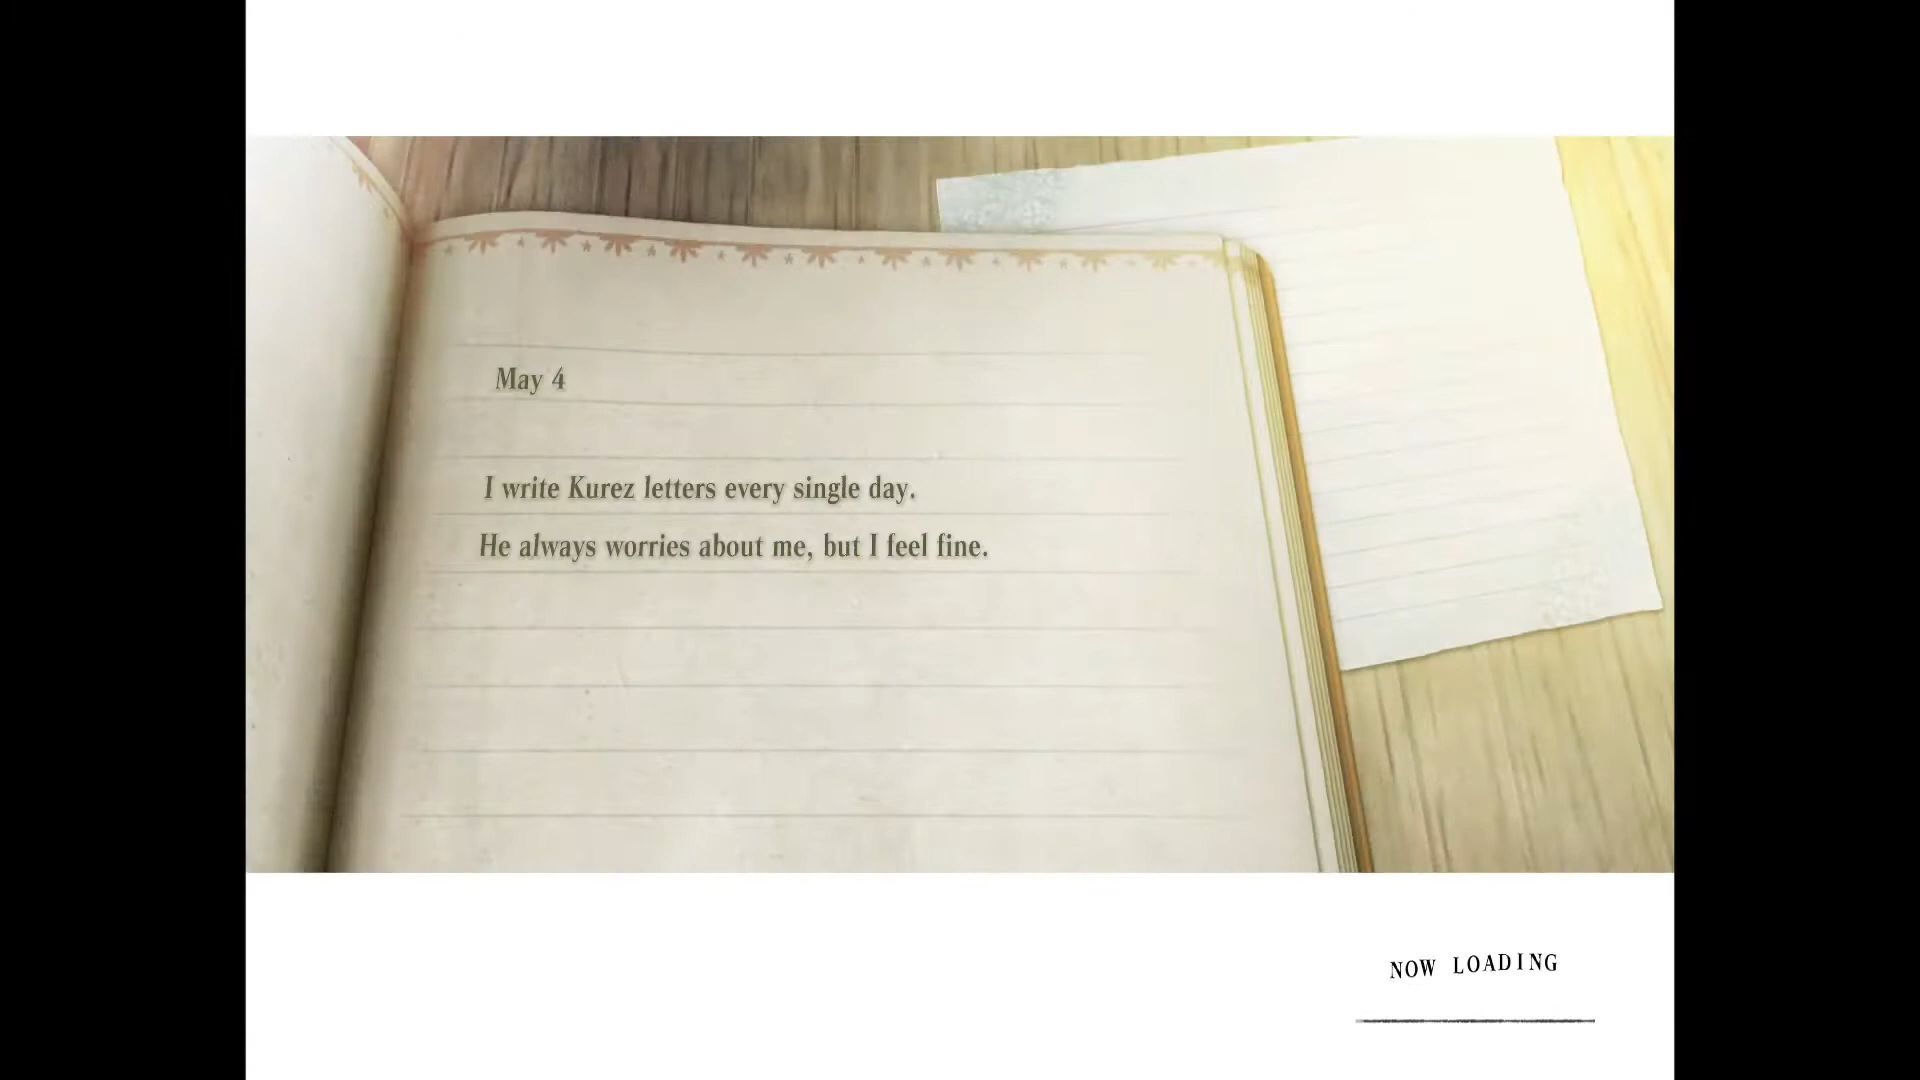 May 4
I write Kurez letters every single day.
He always worries about me, but I feel fine.
NOW LOADING